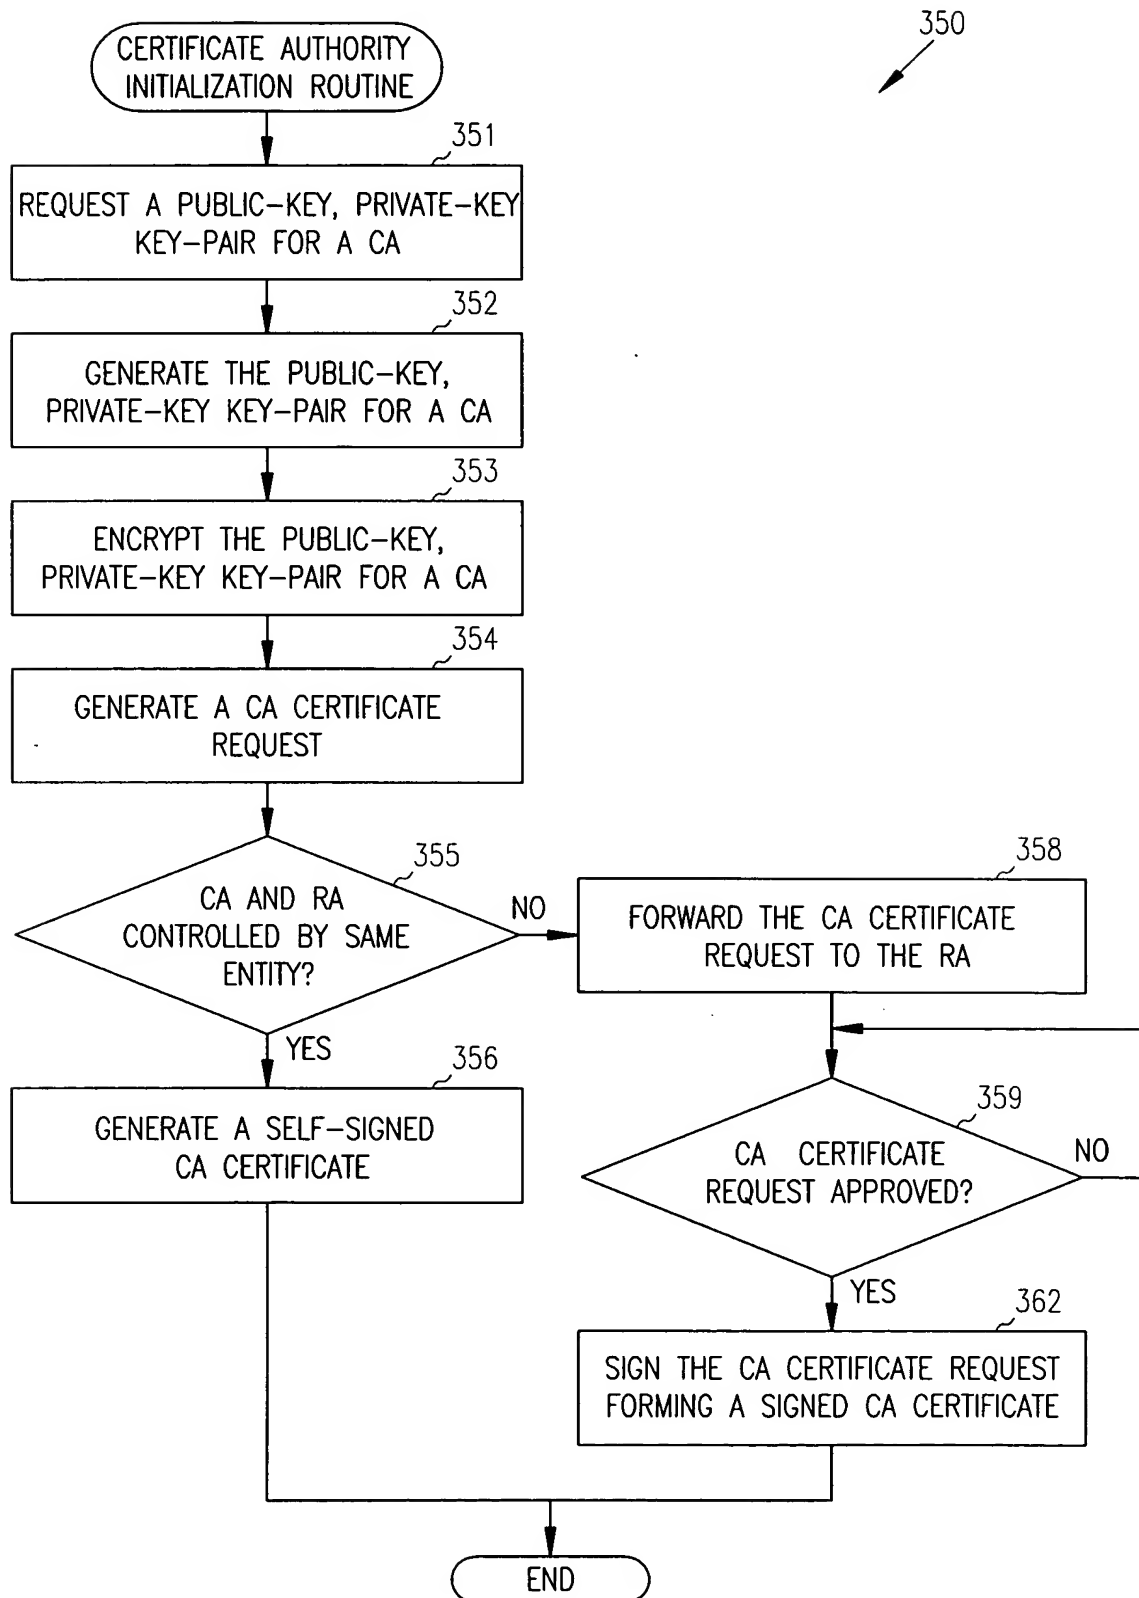 350
CERTIFICATE AUTHORITY
INITIALIZATION ROUTINE
351
REQUEST A PUBLIC-KEY, PRIVATE-KEY
KEY-PAIR FOR A CA
352
GENERATE THE PUBLIC-KEY,
PRIVATE-KEY KEY-PAIR FOR A CA
353
ENCRYPT THE PUBLIC-KEY,
PRIVATE-KEY KEY-PAIR FOR A CA
354
GENERATE A CA CERTIFICATE
REQUEST
355
CA AND RA
CONTROLLED BY SAME
ENTITY?
NO
YES
356
GENERATE A SELF-SIGNED
CA CERTIFICATE
358
FORWARD THE CA CERTIFICATE
REQUEST TO THE RA
359
CA CERTIFICATE
REQUEST APPROVED?
NO
YES
362
SIGN THE CA CERTIFICATE REQUEST
FORMING A SIGNED CA CERTIFICATE
END